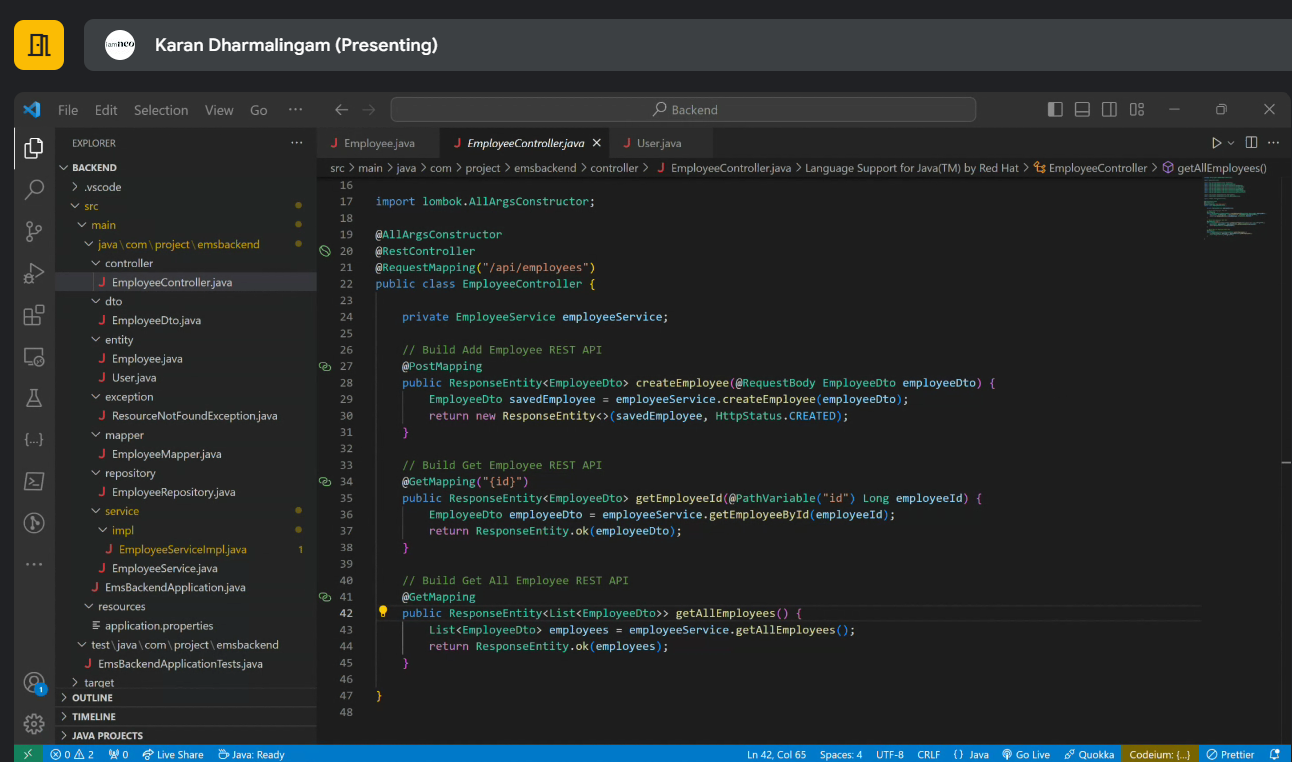 iamneo
Karan Dharmalingam (Presenting)
File Edit Selection View Go ··· Backend
EXPLORER ···
BACKEND
.vscode
src
main
java\com\project\emsbackend
controller
EmployeeController.java
dto
EmployeeDto.java
entity
Employee.java
User.java
exception
ResourceNotFoundException.java
mapper
EmployeeMapper.java
repository
EmployeeRepository.java
service
impl
EmployeeServiceImpl.java 1
EmployeeService.java
EmsBackendApplication.java
resources
application.properties
test\java\com\project\emsbackend
EmsBackendApplicationTests.java
target
OUTLINE
TIMELINE
JAVA PROJECTS
1
J Employee.java J EmployeeController.java × J User.java
src > main > java > com > project > emsbackend > controller > J EmployeeController.java > Language Support for Java(TM) by Red Hat > EmployeeController > getAllEmployees()
16
17 import lombok.AllArgsConstructor;
18
19 @AllArgsConstructor
20 @RestController
21 @RequestMapping("/api/employees")
22 public class EmployeeController {
23
24 private EmployeeService employeeService;
25
26 // Build Add Employee REST API
27 @PostMapping
28 public ResponseEntity<EmployeeDto> createEmployee(@RequestBody EmployeeDto employeeDto) {
29 EmployeeDto savedEmployee = employeeService.createEmployee(employeeDto);
30 return new ResponseEntity<>(savedEmployee, HttpStatus.CREATED);
31 }
32
33 // Build Get Employee REST API
34 @GetMapping("{id}")
35 public ResponseEntity<EmployeeDto> getEmployeeId(@PathVariable("id") Long employeeId) {
36 EmployeeDto employeeDto = employeeService.getEmployeeById(employeeId);
37 return ResponseEntity.ok(employeeDto);
38 }
39
40 // Build Get All Employee REST API
41 @GetMapping
42 public ResponseEntity<List<EmployeeDto>> getAllEmployees() {
43 List<EmployeeDto> employees = employeeService.getAllEmployees();
44 return ResponseEntity.ok(employees);
45 }
46
47 }
48
0 2 0 Live Share Java: Ready Ln 42, Col 65 Spaces: 4 UTF-8 CRLF {} Java Go Live Quokka Codeium: {...} Prettier